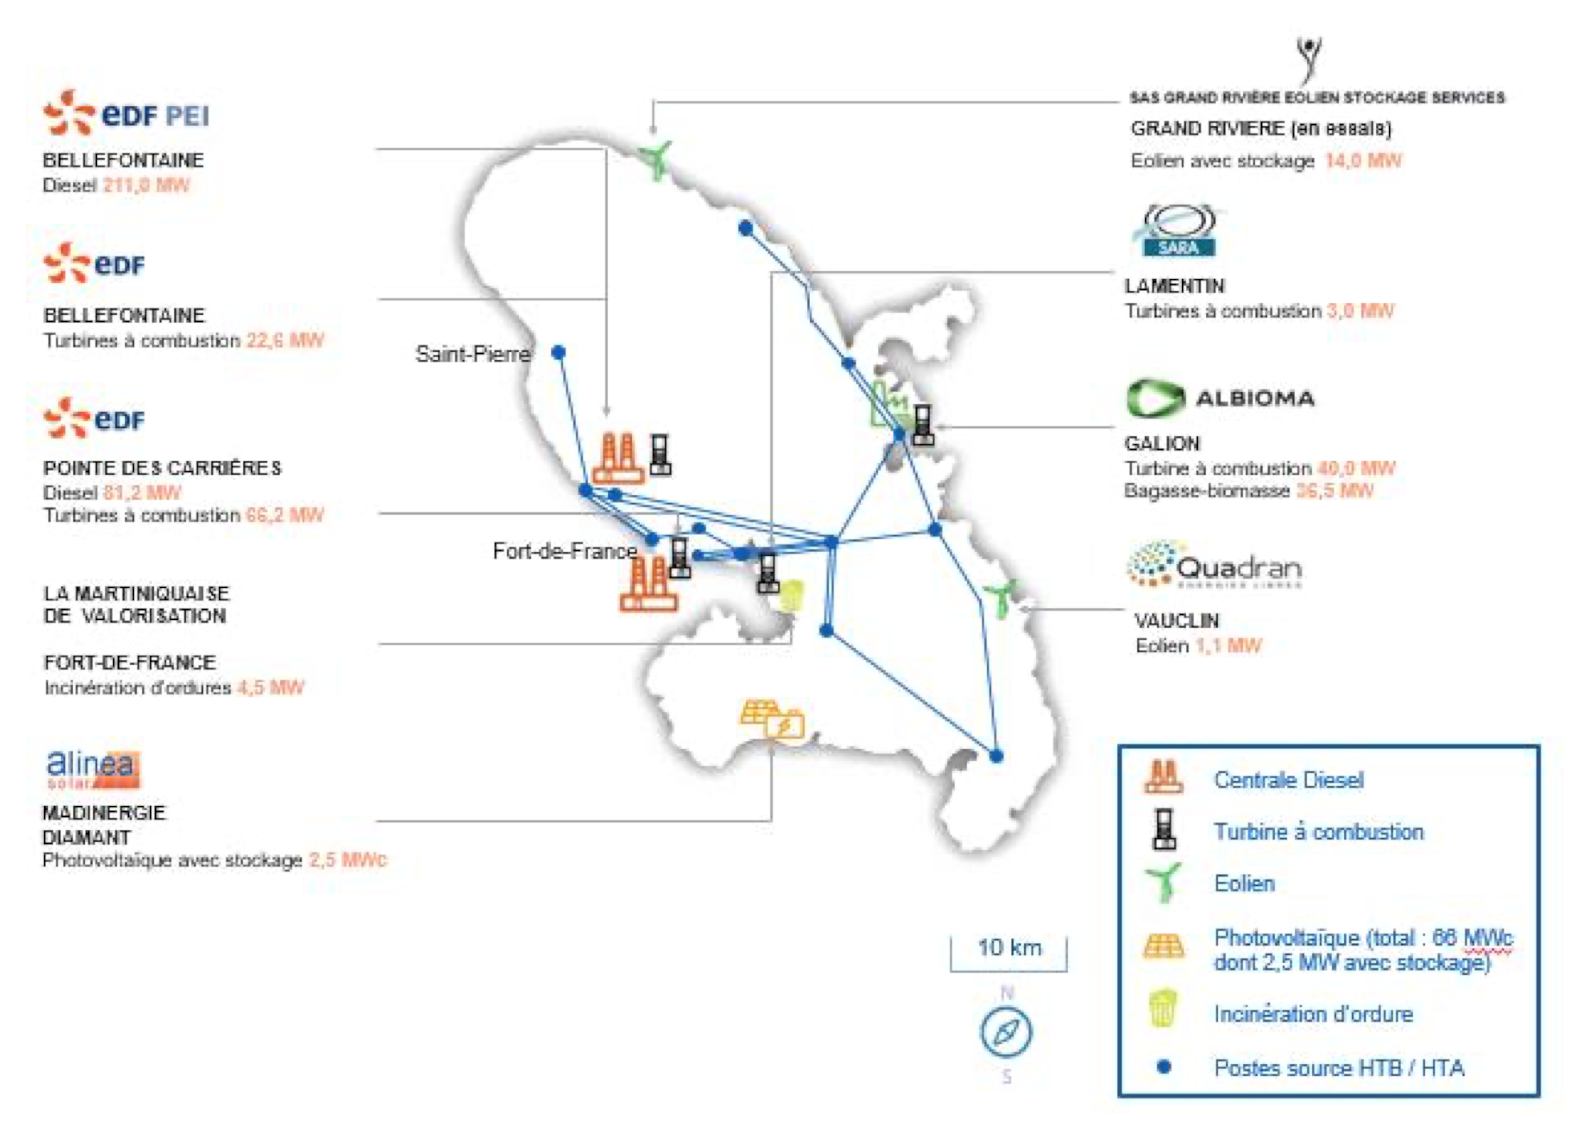 eDF PEI
BELLEFONTAINE
Diesel 211,0 MW
eDF
BELLEFONTAINE
Turbines à combustion 22,6 MW
eDF
POINTE DES CARRIÈRES
Diesel 81,2 MW
Turbines à combustion 66,2 MW
LA MARTINIQUAISE
DE VALORISATION
FORT-DE-FRANCE
Incinération d'ordures 4,5 MW
alinea
solar
MADINERGIE
DIAMANT
Photovoltaïque avec stockage 2,5 MWc
Saint-Pierre
Fort-de-France
SAS GRAND RIVIÈRE EOLIEN STOCKAGE SERVICES
GRAND RIVIERE (en essais)
Eolien avec stockage 14,0 MW
SARA
LAMENTIN
Turbines à combustion 3,0 MW
ALBIOMA
GALION
Turbine à combustion 40,0 MW
Bagasse-biomasse 36,5 MW
Quadran
ENERGIES LIBRES
VAUCLIN
Eolien 1,1 MW
10 km
N
S
Centrale Diesel
Turbine à combustion
Eolien
Photovoltaïque (total : 66 MWc
dont 2,5 MW avec stockage)
Incinération d'ordure
Postes source HTB / HTA